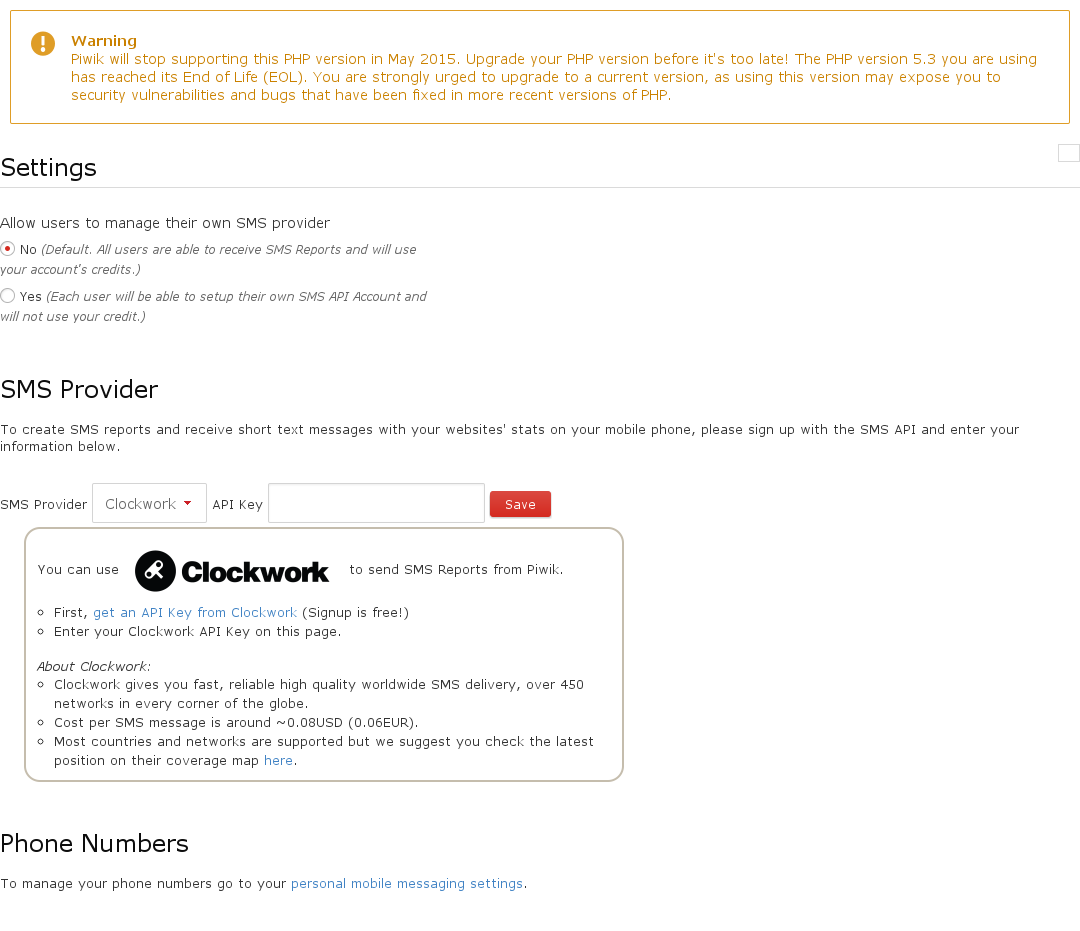 Warning
Piwik will stop supporting this PHP version in May 2015. Upgrade your PHP version before it's too late! The PHP version 5.3 you are using
has reached its End of Life (EOL). You are strongly urged to upgrade to a current version, as using this version may expose you to
security vulnerabilities and bugs that have been fixed in more recent versions of PHP.
Settings
Allow users to manage their own SMS provider
No (Default. All users are able to receive SMS Reports and will use
your account's credits.)
Yes (Each user will be able to setup their own SMS API Account and
will not use your credit.)
SMS Provider
To create SMS reports and receive short text messages with your websites' stats on your mobile phone, please sign up with the SMS API and enter your
information below.
SMS Provider Clockwork API Key Save
You can use Clockwork to send SMS Reports from Piwik.
First, get an API Key from Clockwork (Signup is free!)
Enter your Clockwork API Key on this page.
About Clockwork:
Clockwork gives you fast, reliable high quality worldwide SMS delivery, over 450
networks in every corner of the globe.
Cost per SMS message is around ~0.08USD (0.06EUR).
Most countries and networks are supported but we suggest you check the latest
position on their coverage map here.
Phone Numbers
To manage your phone numbers go to your personal mobile messaging settings.